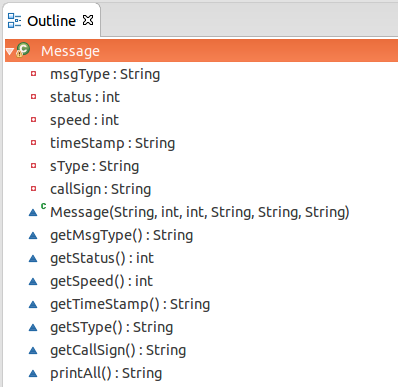 Outline
Message
msgType : String
status : int
speed : int
timeStamp : String
sType : String
callSign : String
Message(String, int, int, String, String, String)
getMsgType() : String
getStatus() : int
getSpeed() : int
getTimeStamp() : String
getSType() : String
getCallSign() : String
printAll() : String